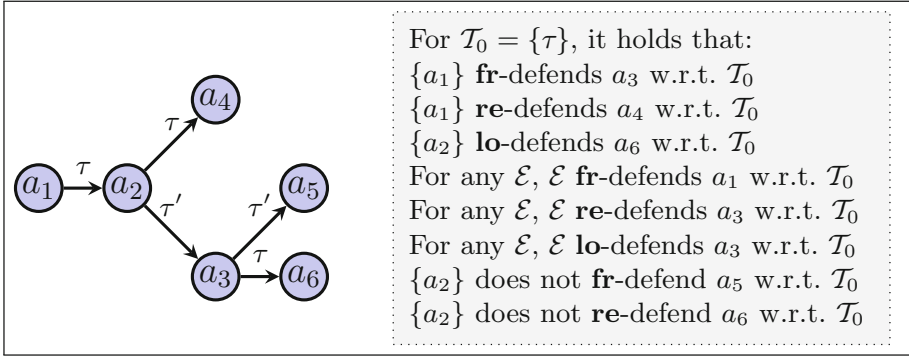 a₄
τ
τ
a₁ a₂ a₅
τ′ τ′
τ
a₃ a₆
For 𝒯₀ = {τ}, it holds that:
{a₁} fr-defends a₃ w.r.t. 𝒯₀
{a₁} re-defends a₄ w.r.t. 𝒯₀
{a₂} lo-defends a₆ w.r.t. 𝒯₀
For any ℰ, ℰ fr-defends a₁ w.r.t. 𝒯₀
For any ℰ, ℰ re-defends a₃ w.r.t. 𝒯₀
For any ℰ, ℰ lo-defends a₃ w.r.t. 𝒯₀
{a₂} does not fr-defend a₅ w.r.t. 𝒯₀
{a₂} does not re-defend a₆ w.r.t. 𝒯₀